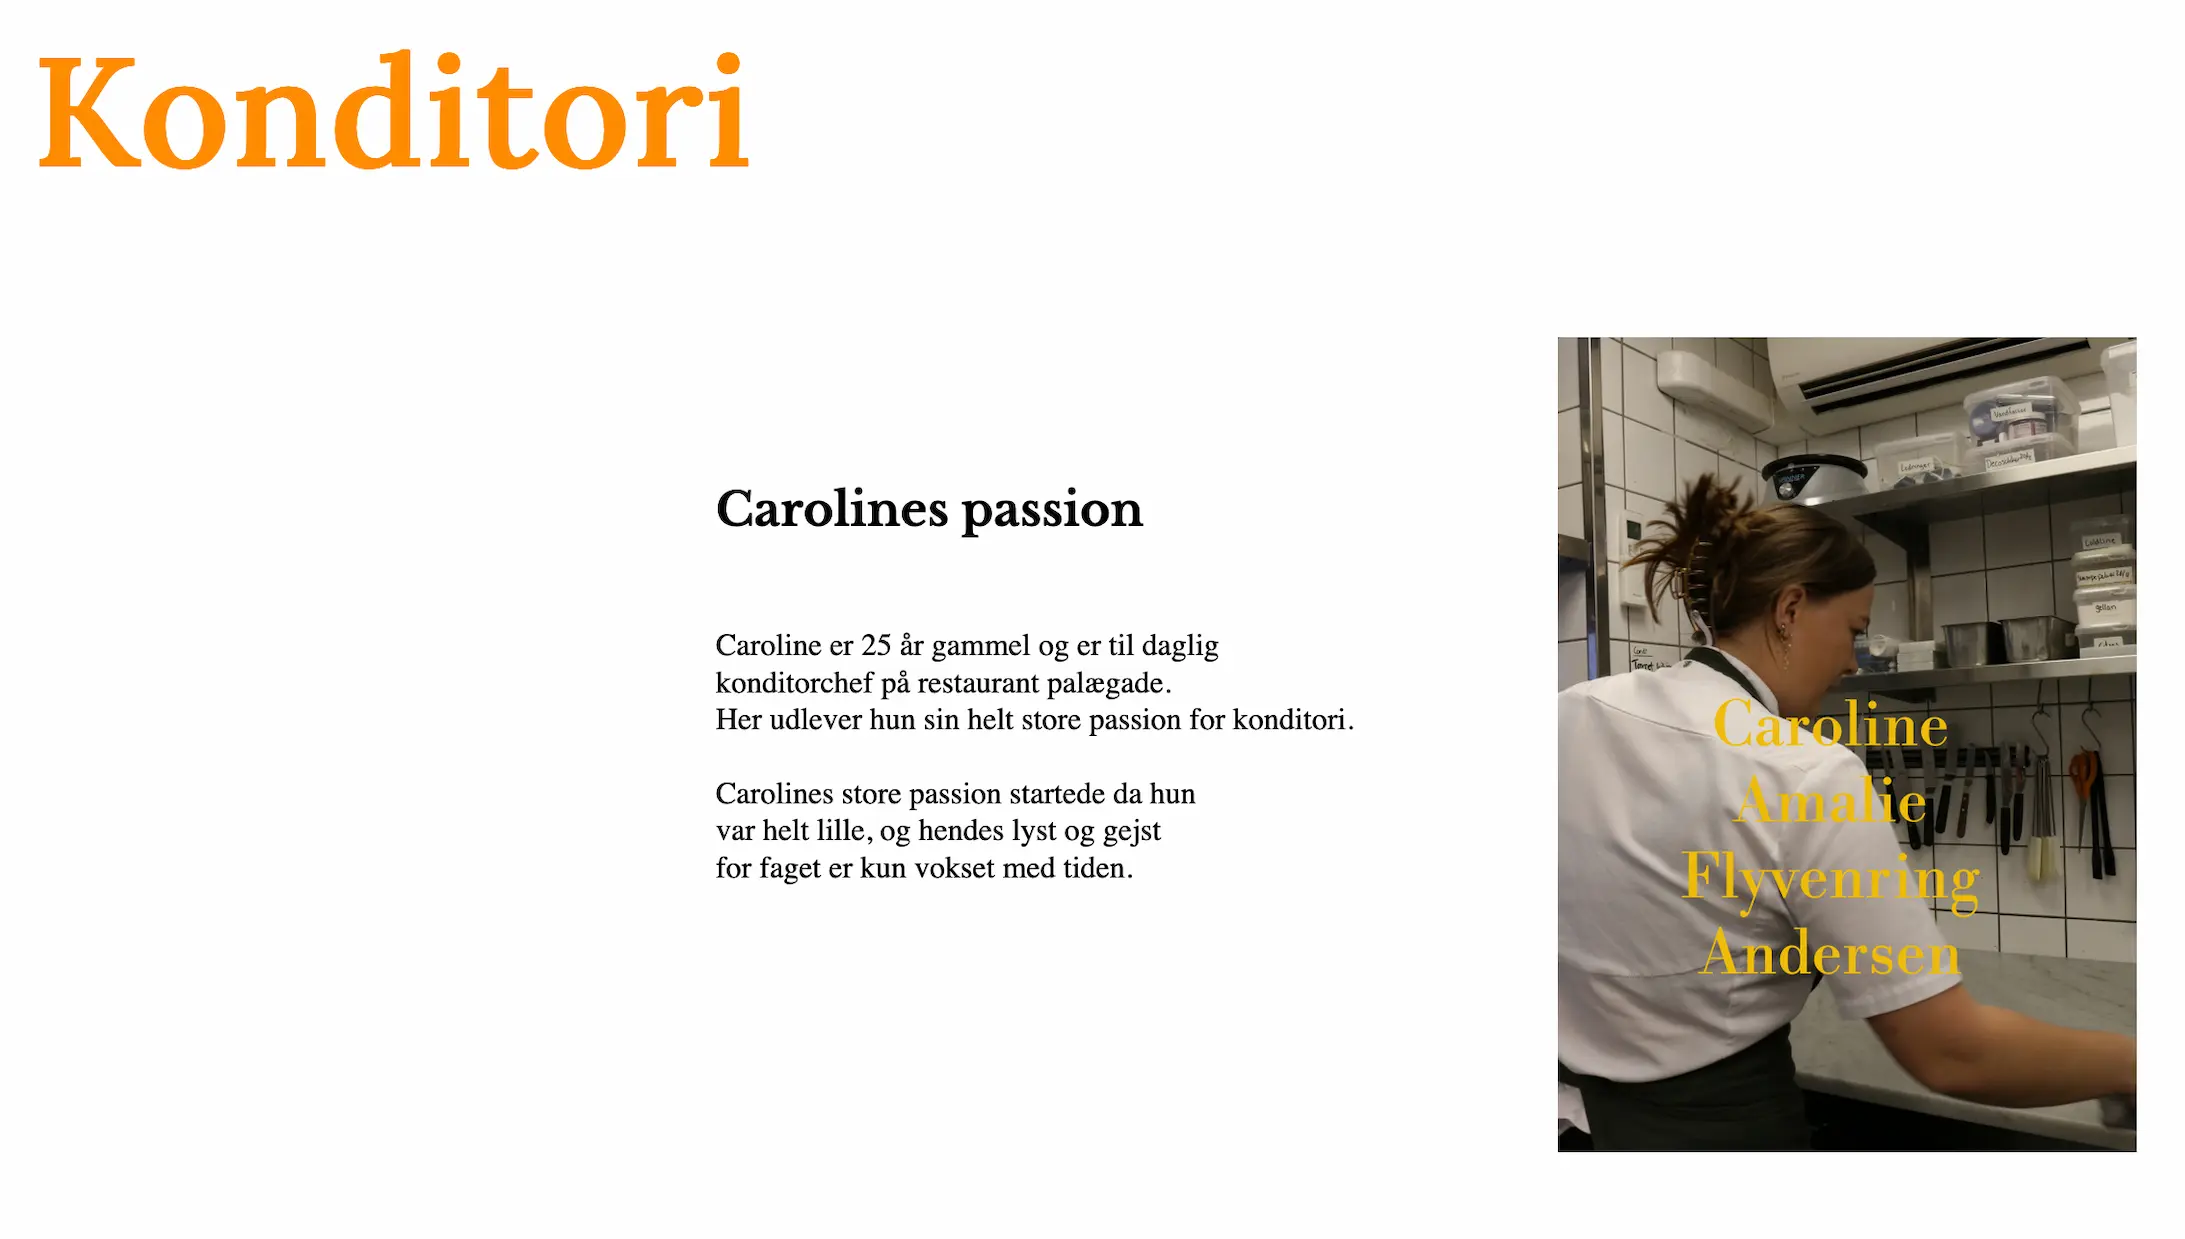 Konditori
Carolines passion
Caroline er 25 år gammel og er til daglig
konditorchef på restaurant palægade.
Her udlever hun sin helt store passion for konditori.
Carolines store passion startede da hun
var helt lille, og hendes lyst og gejst
for faget er kun vokset med tiden.
Caroline
Amalie
Flyvenring
Andersen
gellan